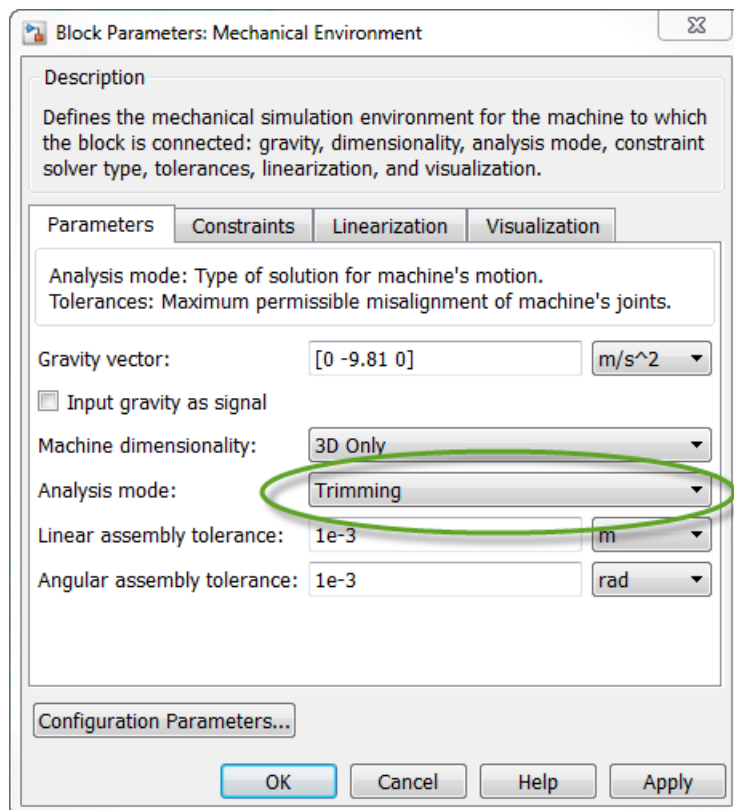 Block Parameters: Mechanical Environment
Description
Defines the mechanical simulation environment for the machine to which
the block is connected: gravity, dimensionality, analysis mode, constraint
solver type, tolerances, linearization, and visualization.
Parameters Constraints Linearization Visualization
Analysis mode: Type of solution for machine's motion.
Tolerances: Maximum permissible misalignment of machine's joints.
Gravity vector: [0 -9.81 0] m/s^2
Input gravity as signal
Machine dimensionality: 3D Only
Analysis mode: Trimming
Linear assembly tolerance: 1e-3 m
Angular assembly tolerance: 1e-3 rad
Configuration Parameters...
OK Cancel Help Apply